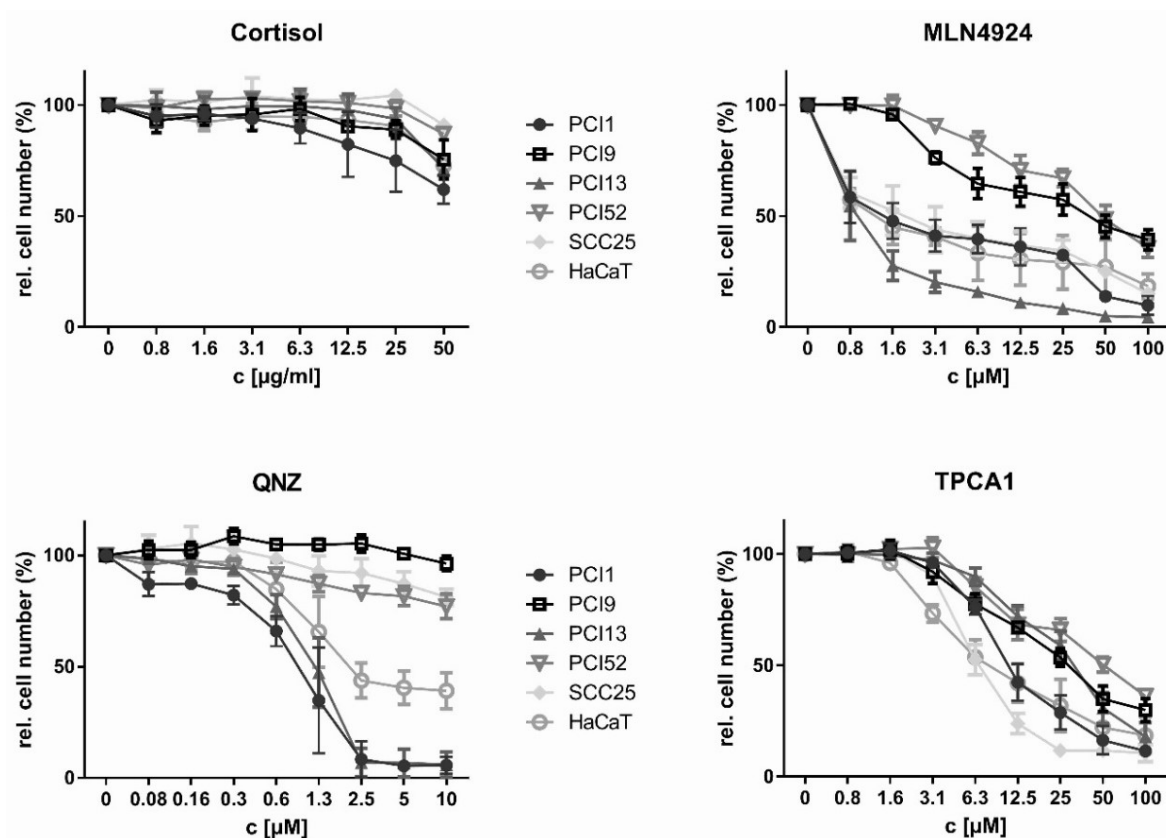 Cortisol
rel. cell number (%)
100
50
0
0 0.8 1.6 3.1 6.3 12.5 25 50
c [µg/ml]
PCI1
PCI9
PCI13
PCI52
SCC25
HaCaT
MLN4924
rel. cell number (%)
100
50
0
0 0.8 1.6 3.1 6.3 12.5 25 50 100
c [µM]
QNZ
rel. cell number (%)
100
50
0
0 0.08 0.16 0.3 0.6 1.3 2.5 5 10
c [µM]
PCI1
PCI9
PCI13
PCI52
SCC25
HaCaT
TPCA1
rel. cell number (%)
100
50
0
0 0.8 1.6 3.1 6.3 12.5 25 50 100
c [µM]